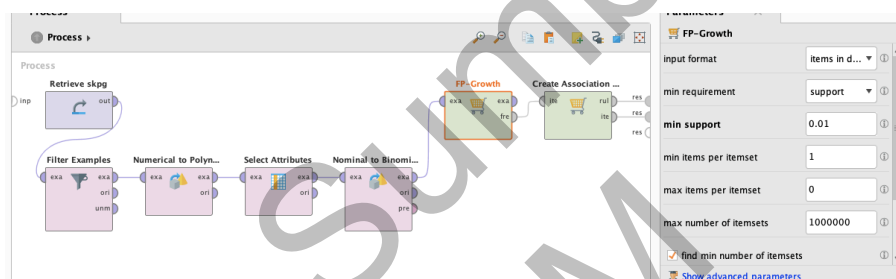 Process
Process
Process
Retrieve skpg
inp
out
Filter Examples
exa
exa
ori
unm
Numerical to Polyn...
exa
exa
ori
Select Attributes
exa
exa
ori
Nominal to Binomi...
exa
exa
ori
pre
FP-Growth
exa
exa
fre
Create Association ...
ite
rul
ite
res
res
res
Parameters
FP-Growth
input format
items in d...
min requirement
support
min support
0.01
min items per itemset
1
max items per itemset
0
max number of itemsets
1000000
find min number of itemsets
Show advanced parameters